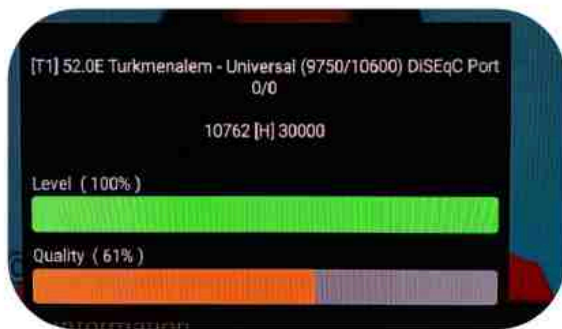 [T1] 52.0E Turkmenalem - Universal (9750/10600) DiSEqC Port
0/0
10762 [H] 30000
Level ( 100% )
Quality ( 61% )